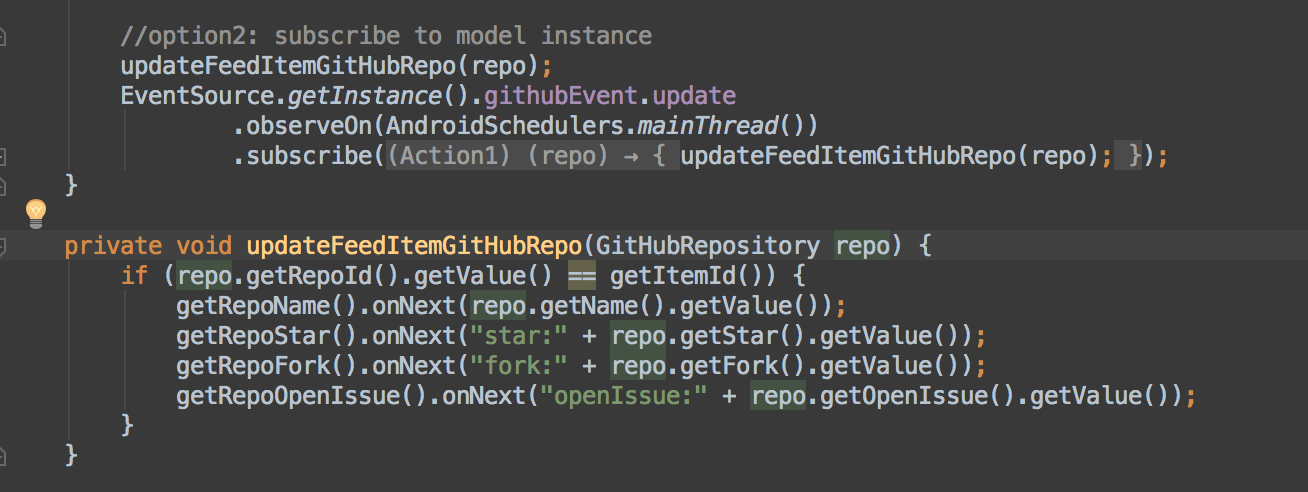 //option2: subscribe to model instance
updateFeedItemGitHubRepo(repo);
EventSource.getInstance().githubEvent.update
.observeOn(AndroidSchedulers.mainThread())
.subscribe((Action1) (repo) → { updateFeedItemGitHubRepo(repo); });
}
private void updateFeedItemGitHubRepo(GitHubRepository repo) {
if (repo.getRepoId().getValue() == getItemId()) {
getRepoName().onNext(repo.getName().getValue());
getRepoStar().onNext("star:" + repo.getStar().getValue());
getRepoFork().onNext("fork:" + repo.getFork().getValue());
getRepoOpenIssue().onNext("openIssue:" + repo.getOpenIssue().getValue());
}
}